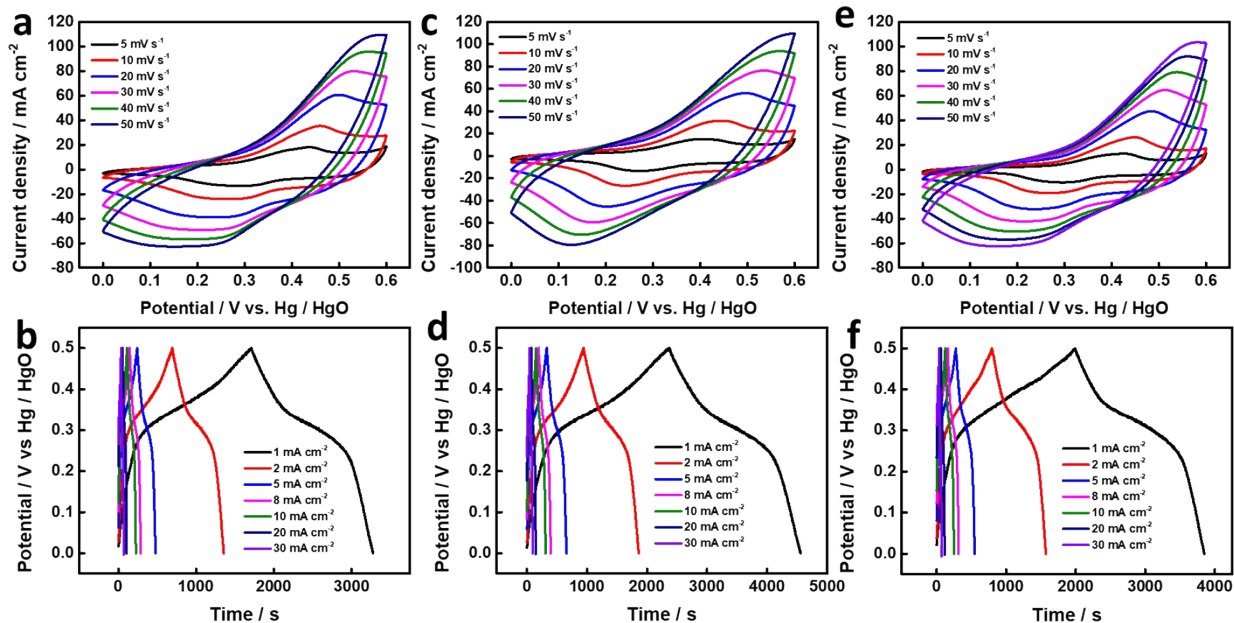 a
120
100
80
60
40
20
0
-20
-40
-60
-80
Current density / mA cm⁻²
5 mV s⁻¹
10 mV s⁻¹
20 mV s⁻¹
30 mV s⁻¹
40 mV s⁻¹
50 mV s⁻¹
0.0 0.1 0.2 0.3 0.4 0.5 0.6
Potential / V vs. Hg / HgO
c
120
100
80
60
40
20
0
-20
-40
-60
-80
-100
Current density / mA cm⁻²
5 mV s⁻¹
10 mV s⁻¹
20 mV s⁻¹
30 mV s⁻¹
40 mV s⁻¹
50 mV s⁻¹
0.0 0.1 0.2 0.3 0.4 0.5 0.6
Potential / V vs. Hg / HgO
e
120
100
80
60
40
20
0
-20
-40
-60
-80
Current density / mA cm⁻²
5 mV s⁻¹
10 mV s⁻¹
20 mV s⁻¹
30 mV s⁻¹
40 mV s⁻¹
50 mV s⁻¹
0.0 0.1 0.2 0.3 0.4 0.5 0.6
Potential / V vs. Hg / HgO
b
0.5
0.4
0.3
0.2
0.1
0.0
Potential / V vs Hg / HgO
1 mA cm⁻²
2 mA cm⁻²
5 mA cm⁻²
8 mA cm⁻²
10 mA cm⁻²
20 mA cm⁻²
30 mA cm⁻²
0 1000 2000 3000
Time / s
d
0.5
0.4
0.3
0.2
0.1
0.0
Potential / V vs Hg / HgO
1 mA cm⁻²
2 mA cm⁻²
5 mA cm⁻²
8 mA cm⁻²
10 mA cm⁻²
20 mA cm⁻²
30 mA cm⁻²
0 1000 2000 3000 4000 5000
Time / s
f
0.5
0.4
0.3
0.2
0.1
0.0
Potential / V vs Hg / HgO
1 mA cm⁻²
2 mA cm⁻²
5 mA cm⁻²
8 mA cm⁻²
10 mA cm⁻²
20 mA cm⁻²
30 mA cm⁻²
0 1000 2000 3000 4000
Time / s